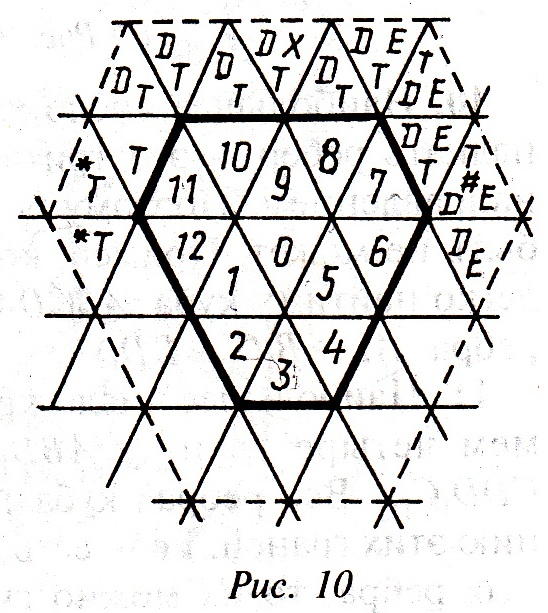 D D X D E T
D T T D T T D T T D E
10 8 D E T
T T
*T 11 9 7 D # E
*T 12 0 6 D E
1 5
2 4
3
Рис. 10